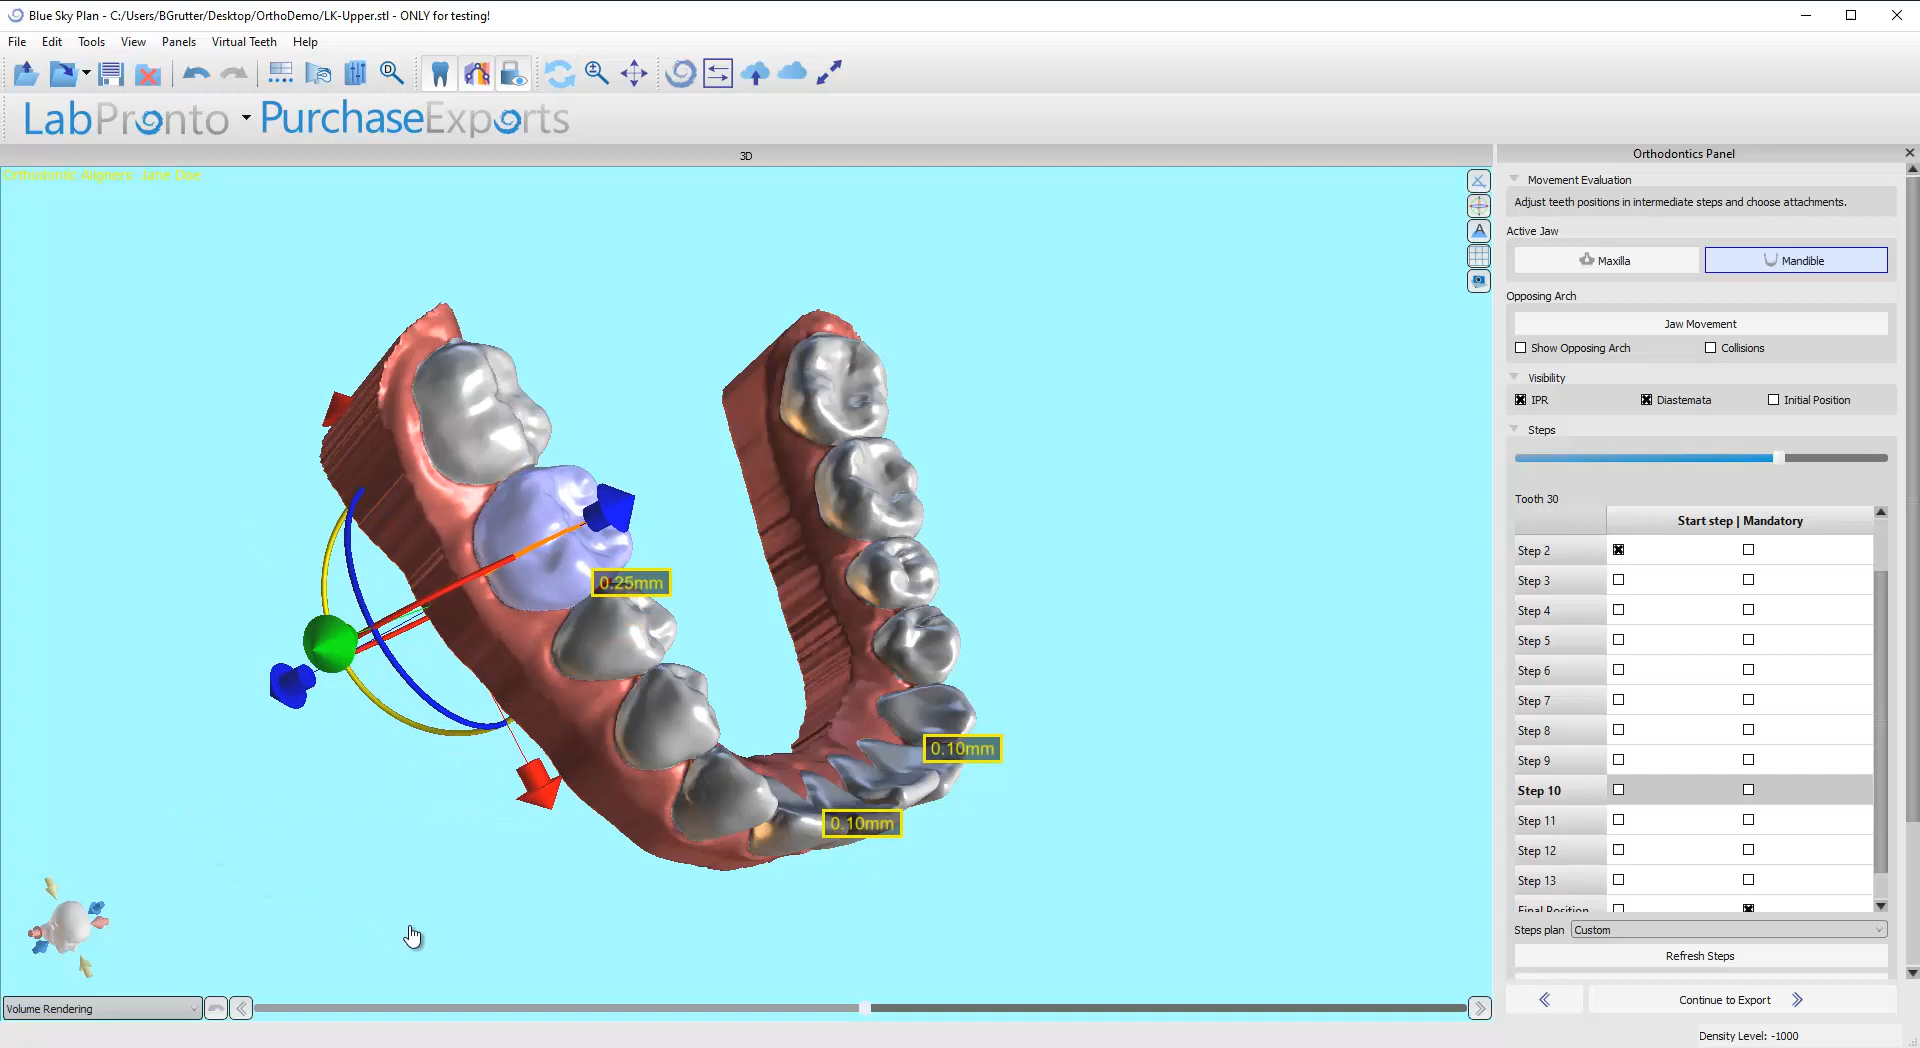 Blue Sky Plan - C:/Users/BGrutter/Desktop/OrthoDemo/LK-Upper.stl - ONLY for testing!
File Edit Tools View Panels Virtual Teeth Help
LabPronto PurchaseExports
3D
Orthodontic Aligners: Jane Doe
0.25mm
0.10mm
0.10mm
Volume Rendering
Orthodontics Panel
Movement Evaluation
Adjust teeth positions in intermediate steps and choose attachments.
Active Jaw
Maxilla Mandible
Opposing Arch
Jaw Movement
Show Opposing Arch Collisions
Visibility
IPR Diastemata Initial Position
Steps
Tooth 30
Start step | Mandatory
Step 2
Step 3
Step 4
Step 5
Step 6
Step 7
Step 8
Step 9
Step 10
Step 11
Step 12
Step 13
Final Position
Steps plan Custom
Refresh Steps
Continue to Export
Density Level: -1000